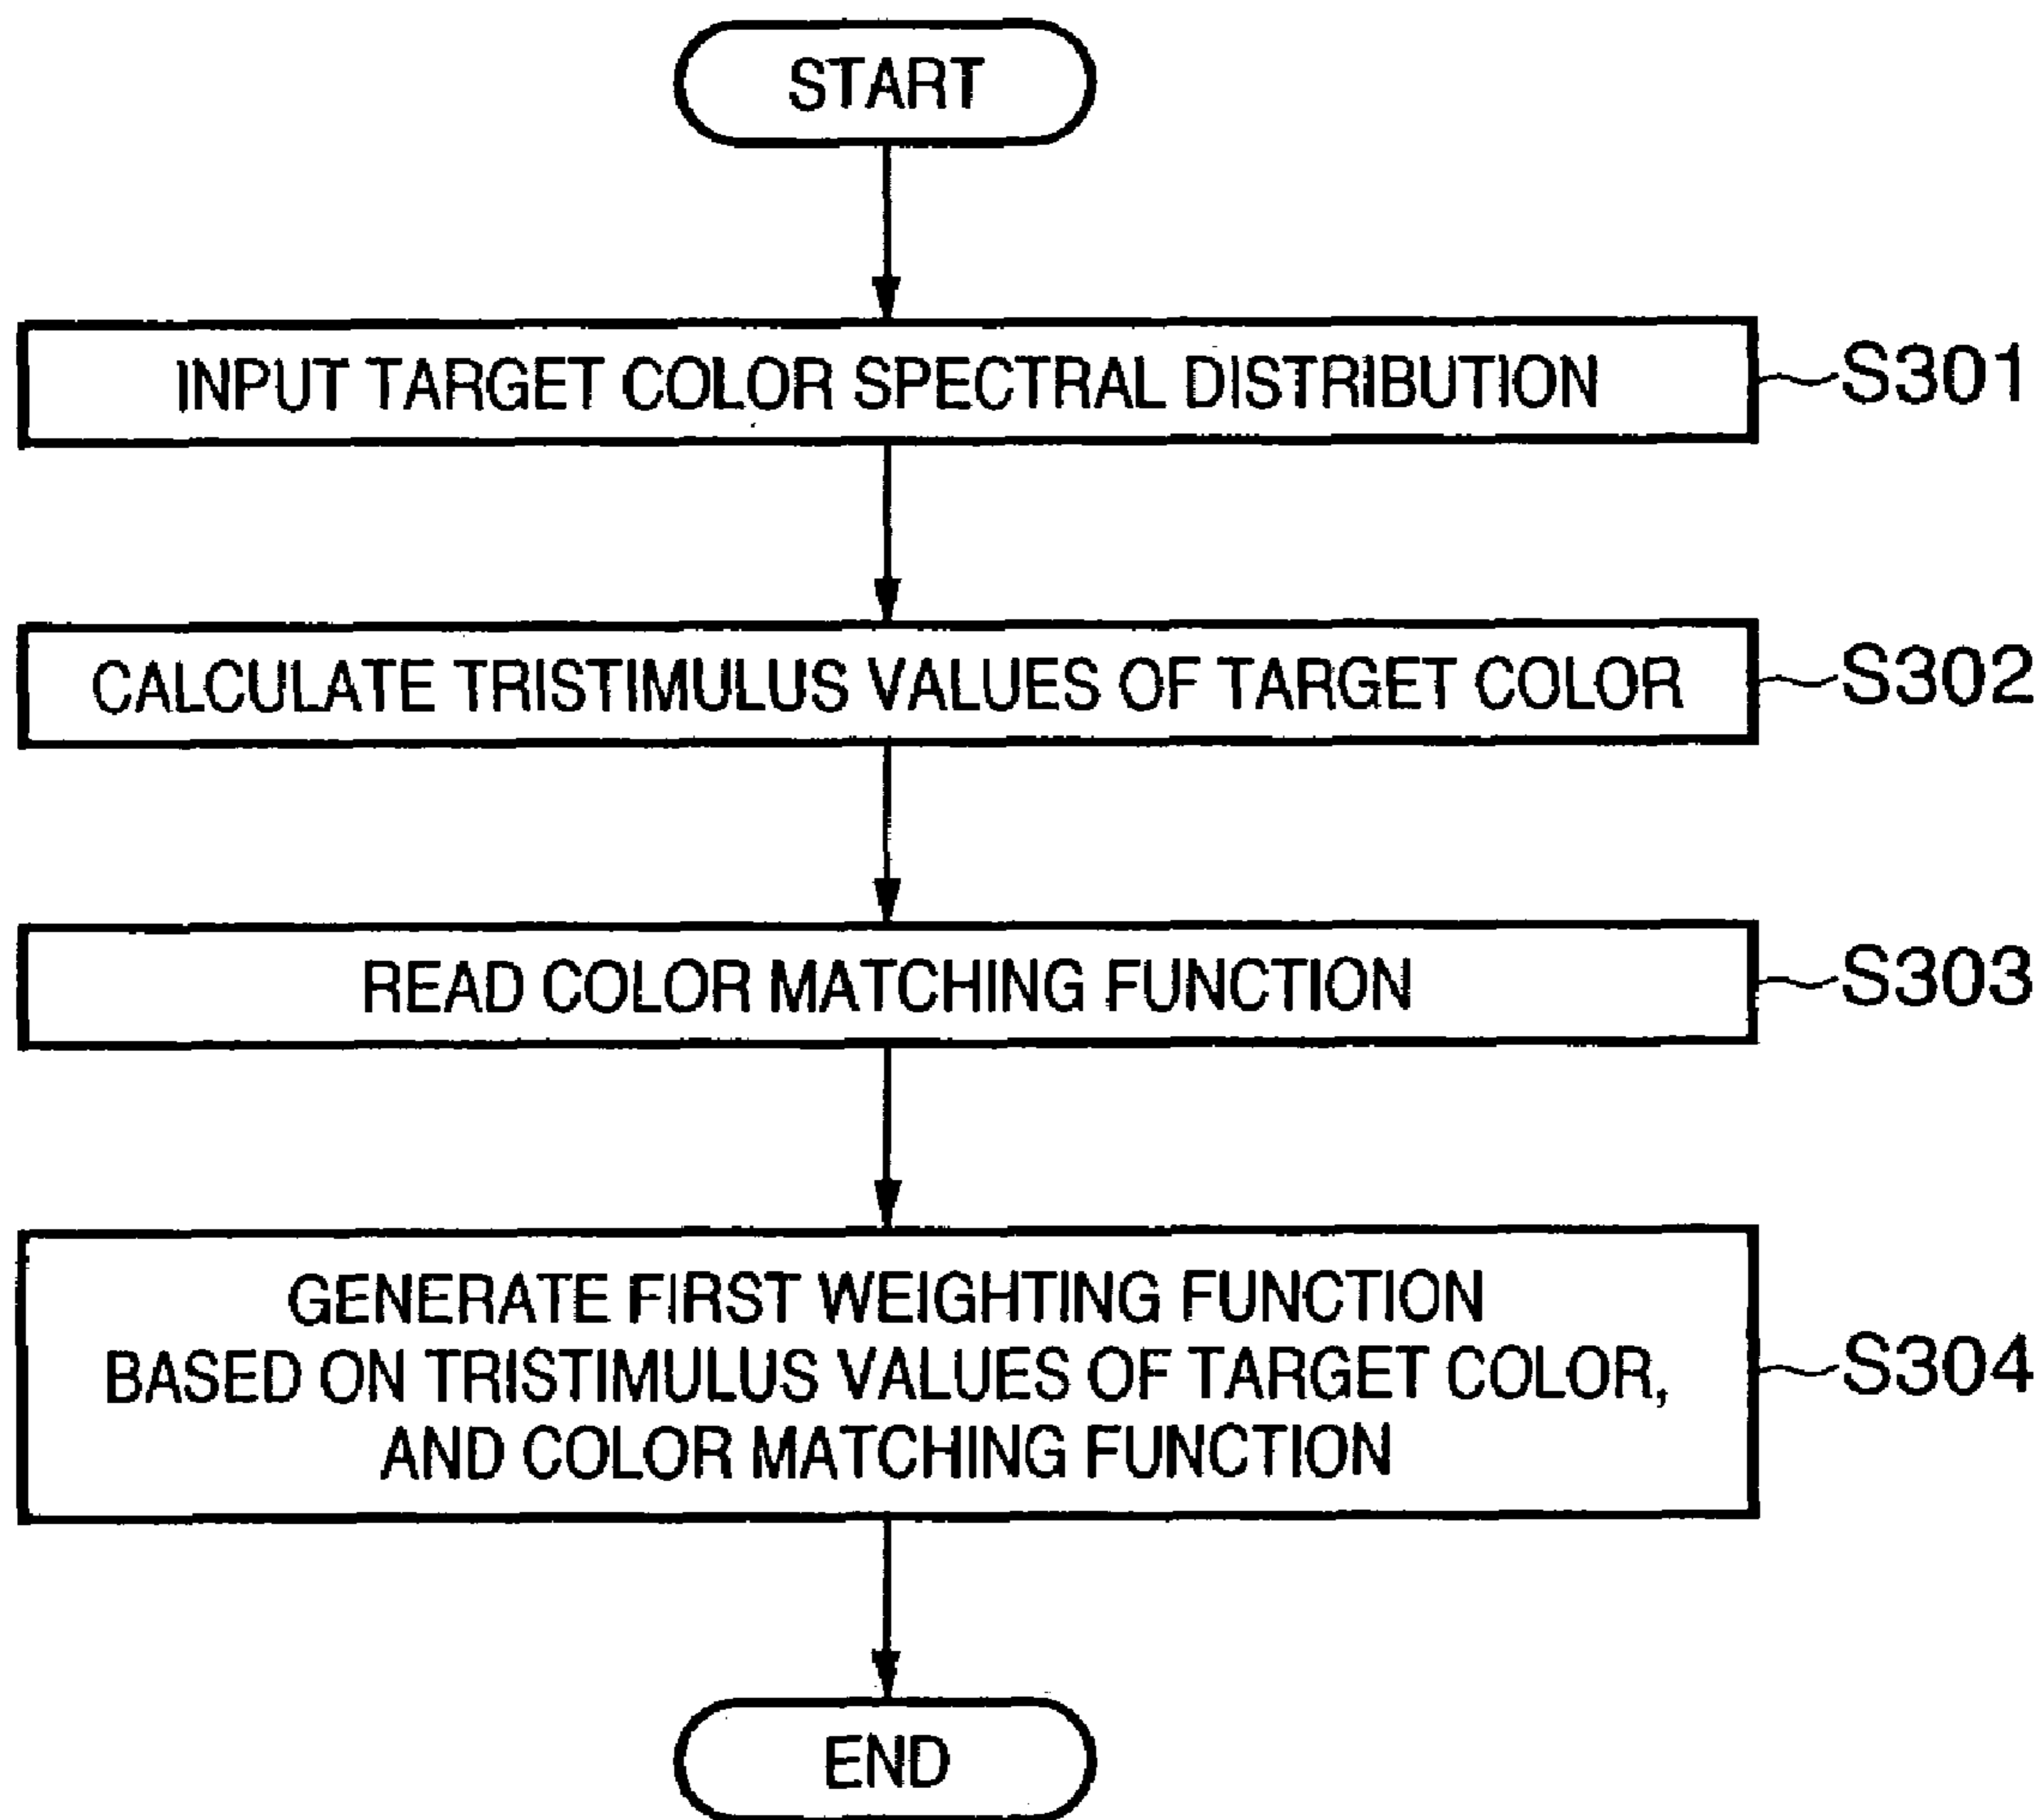 START
INPUT TARGET COLOR SPECTRAL DISTRIBUTION
S301
CALCULATE TRISTIMULUS VALUES OF TARGET COLOR
S302
READ COLOR MATCHING FUNCTION
S303
GENERATE FIRST WEIGHTING FUNCTION
BASED ON TRISTIMULUS VALUES OF TARGET COLOR,
AND COLOR MATCHING FUNCTION
S304
END